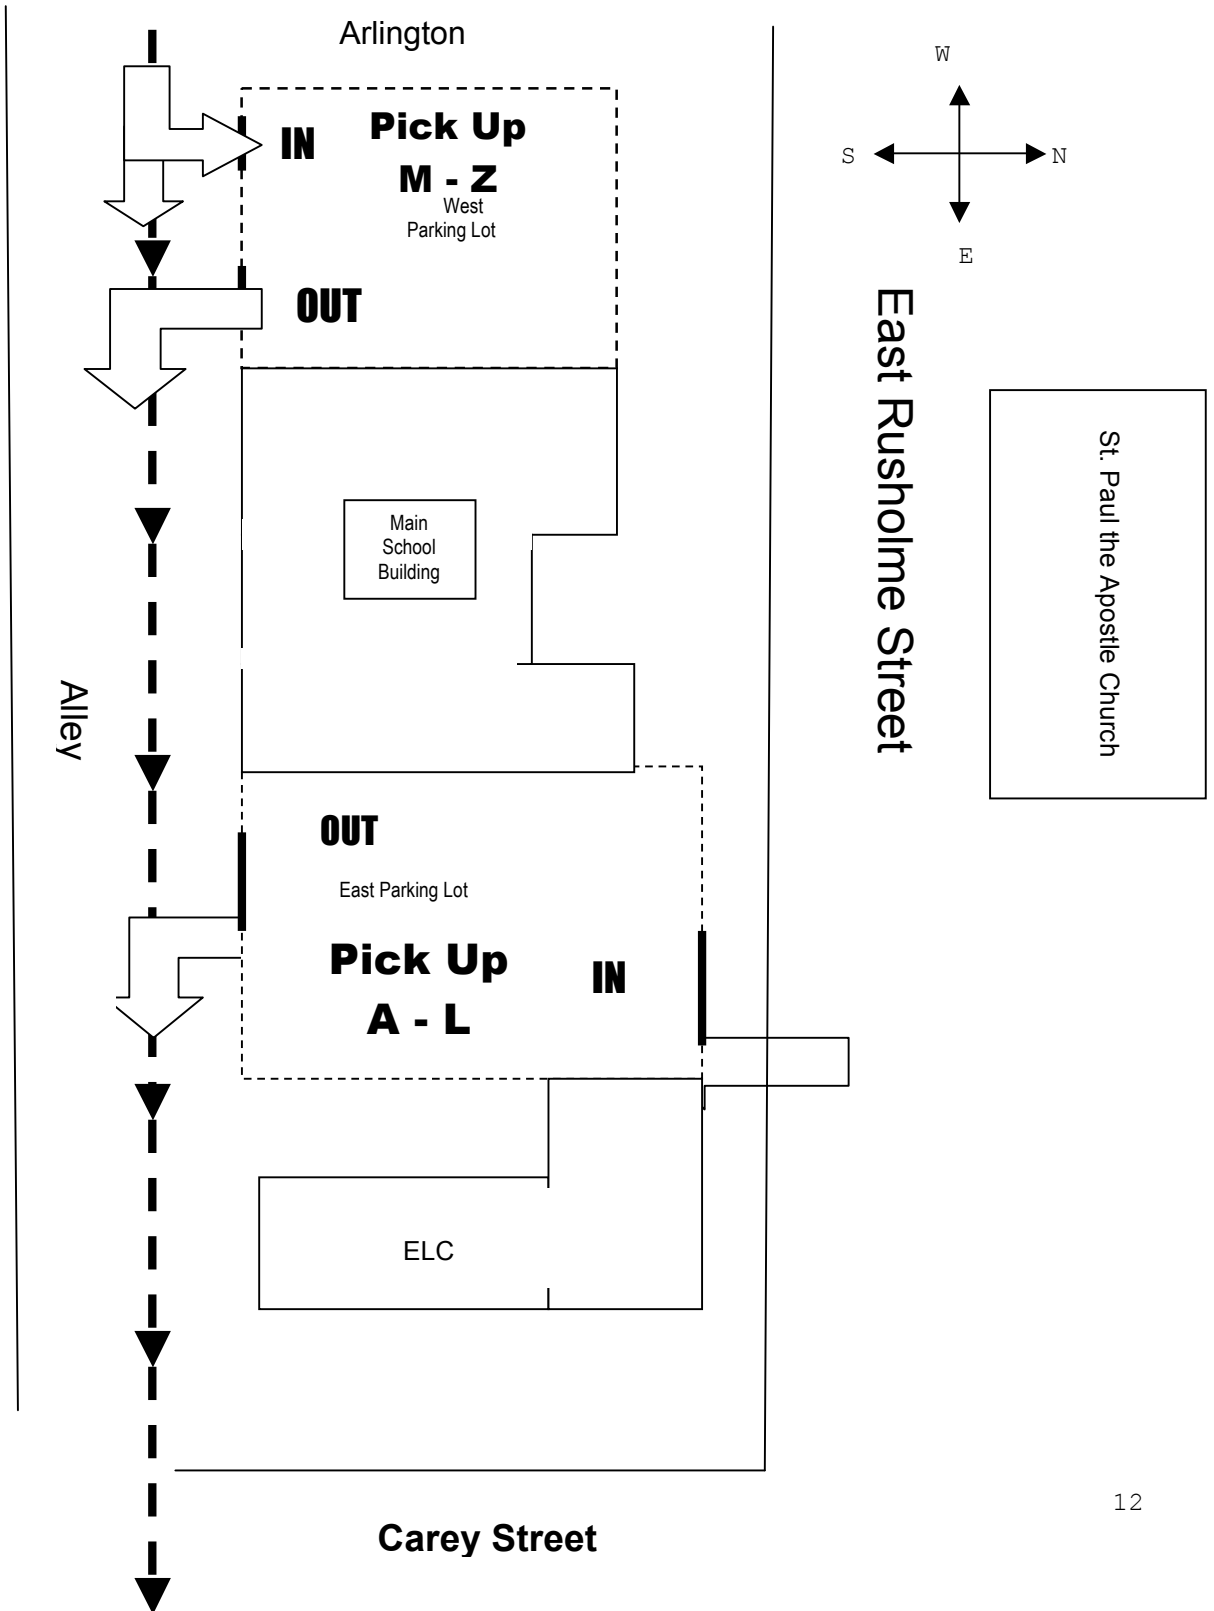 Arlington
W
S
N
E
IN
Pick Up
M - Z
West
Parking Lot
OUT
East Rusholme Street
St. Paul the Apostle Church
Main
School
Building
Alley
OUT
East Parking Lot
Pick Up
A - L
IN
ELC
12
Carey Street